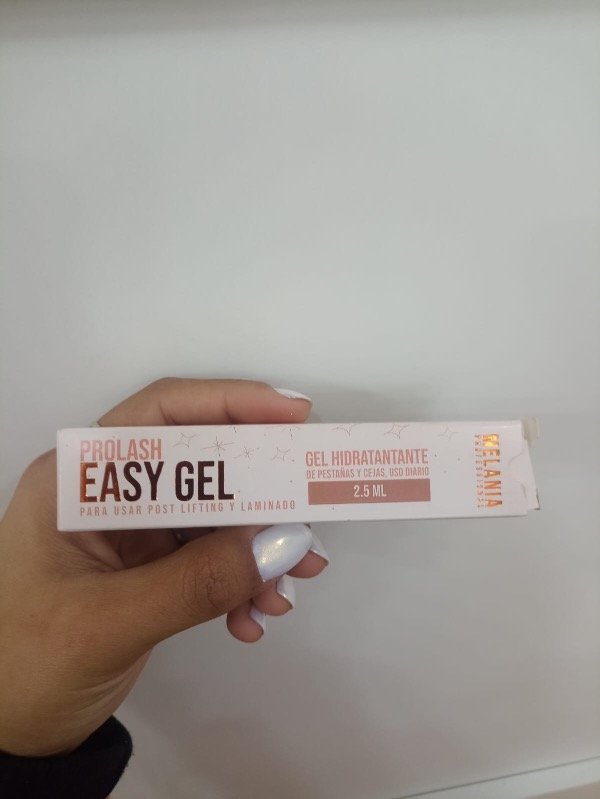 PROLASH
EASY GEL
PARA USAR POST LIFTING Y LAMINADO
GEL HIDRATANTANTE
DE PESTAÑAS Y CEJAS, USO DIARIO
2.5 ML
MELANIA
PROFESSIONAL